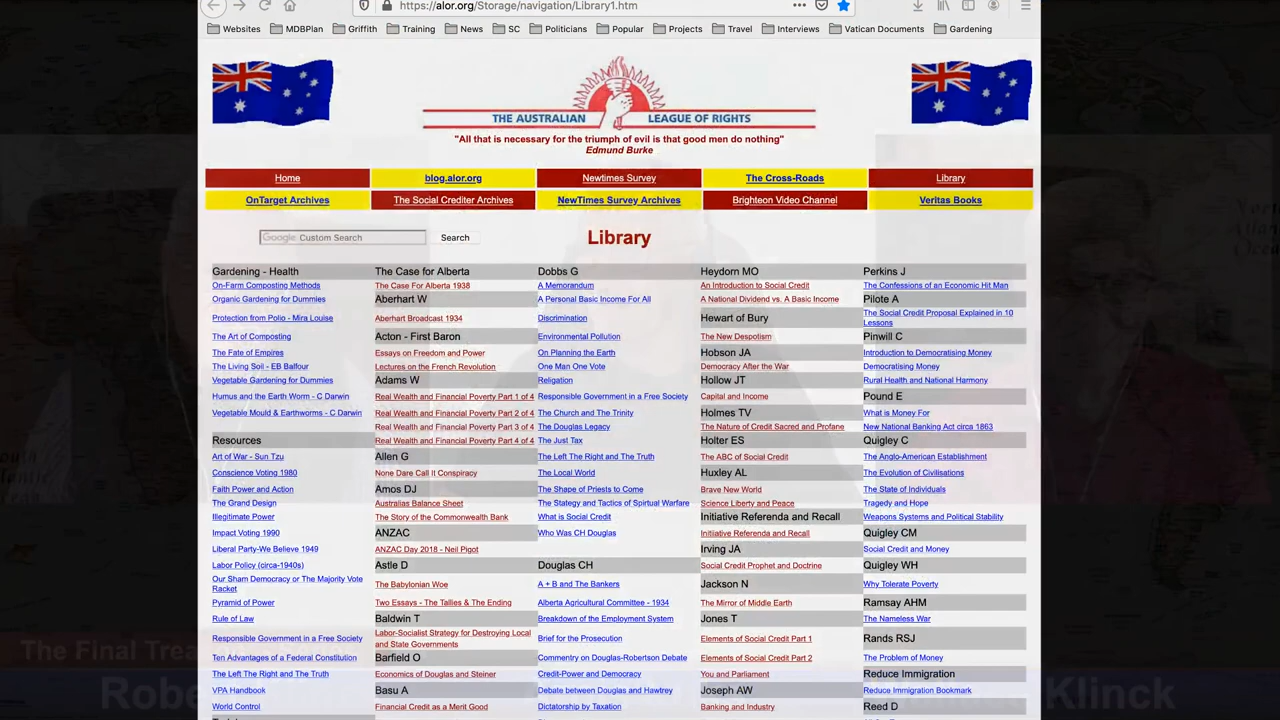 https://alor.org/Storage/navigation/Library1.htm
Websites MDBPlan Griffith Training News SC Politicians Popular Projects Travel Interviews Vatican Documents Gardening
THE AUSTRALIAN LEAGUE OF RIGHTS
"All that is necessary for the triumph of evil is that good men do nothing"
Edmund Burke
Home blog.alor.org Newtimes Survey The Cross-Roads Library
OnTarget Archives The Social Crediter Archives NewTimes Survey Archives Brighteon Video Channel Veritas Books
Google Custom Search Search Library
Gardening - Health
On-Farm Composting Methods
Organic Gardening for Dummies
Protection from Polio - Mira Louise
The Art of Composting
The Fate of Empires
The Living Soil - EB Balfour
Vegetable Gardening for Dummies
Humus and the Earth Worm - C Darwin
Vegetable Mould & Earthworms - C Darwin
Resources
Art of War - Sun Tzu
Conscience Voting 1980
Faith Power and Action
The Grand Design
Illegitimate Power
Impact Voting 1990
Liberal Party-We Believe 1949
Labor Policy (circa-1940s)
Our Sham Democracy or The Majority Vote
Racket
Pyramid of Power
Rule of Law
Responsible Government in a Free Society
Ten Advantages of a Federal Constitution
The Left The Right and The Truth
VPA Handbook
World Control
The Case for Alberta
The Case For Alberta 1938
Aberhart W
Aberhart Broadcast 1934
Acton - First Baron
Essays on Freedom and Power
Lectures on the French Revolution
Adams W
Real Wealth and Financial Poverty Part 1 of 4
Real Wealth and Financial Poverty Part 2 of 4
Real Wealth and Financial Poverty Part 3 of 4
Real Wealth and Financial Poverty Part 4 of 4
Allen G
None Dare Call It Conspiracy
Amos DJ
Australias Balance Sheet
The Story of the Commonwealth Bank
ANZAC
ANZAC Day 2018 - Neil Pigot
Astle D
The Babylonian Woe
Two Essays - The Tallies & The Ending
Baldwin T
Labor-Socialist Strategy for Destroying Local
and State Governments
Barfield O
Economics of Douglas and Steiner
Basu A
Financial Credit as a Merit Good
Dobbs G
A Memorandum
A Personal Basic Income For All
Discrimination
Environmental Pollution
On Planning the Earth
One Man One Vote
Religation
Responsible Government in a Free Society
The Church and The Trinity
The Douglas Legacy
The Just Tax
The Left The Right and The Truth
The Local World
The Shape of Priests to Come
The Stategy and Tactics of Spirtual Warfare
What is Social Credit
Who Was CH Douglas
Douglas CH
A + B and The Bankers
Alberta Agricultural Committee - 1934
Breakdown of the Employment System
Brief for the Prosecution
Commentry on Douglas-Robertson Debate
Credit-Power and Democracy
Debate between Douglas and Hawtrey
Dictatorship by Taxation
Heydorn MO
An Introduction to Social Credit
A National Dividend vs. A Basic Income
Hewart of Bury
The New Despotism
Hobson JA
Democracy After the War
Hollow JT
Capital and Income
Holmes TV
The Nature of Credit Sacred and Profane
Holter ES
The ABC of Social Credit
Huxley AL
Brave New World
Science Liberty and Peace
Initiative Referenda and Recall
Initiative Referenda and Recall
Irving JA
Social Credit Prophet and Doctrine
Jackson N
The Mirror of Middle Earth
Jones T
Elements of Social Credit Part 1
Elements of Social Credit Part 2
You and Parliament
Joseph AW
Banking and Industry
Perkins J
The Confessions of an Economic Hit Man
Pilote A
The Social Credit Proposal Explained in 10
Lessons
Pinwill C
Introduction to Democratising Money
Democratising Money
Rural Health and National Harmony
Pound E
What is Money For
New National Banking Act circa 1863
Quigley C
The Anglo-American Establishment
The Evolution of Civilisations
The State of Individuals
Tragedy and Hope
Weapons Systems and Political Stability
Quigley CM
Social Credit and Money
Quigley WH
Why Tolerate Poverty
Ramsay AHM
The Nameless War
Rands RSJ
The Problem of Money
Reduce Immigration
Reduce Immigration Bookmark
Reed D
The Final
Klinck